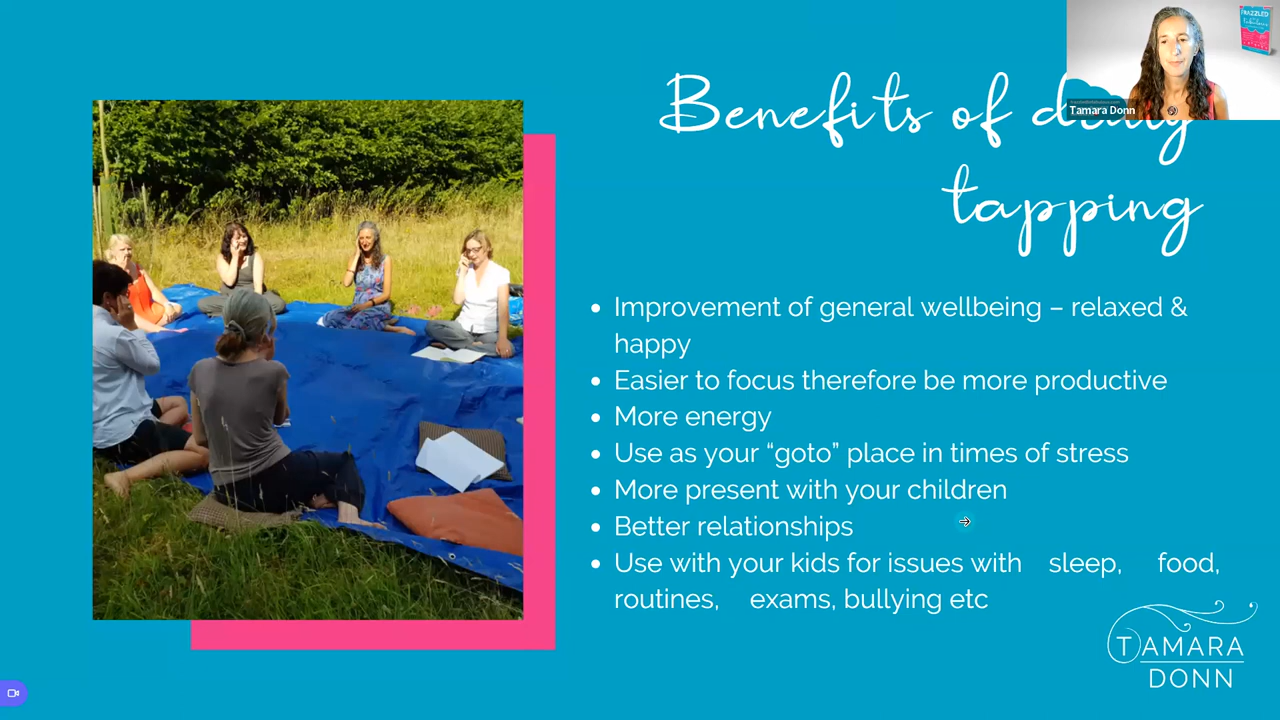 FRAZZLED
Tamara Donn
Benefits of daily
tapping
• Improvement of general wellbeing – relaxed &
happy
• Easier to focus therefore be more productive
• More energy
• Use as your “goto” place in times of stress
• More present with your children
• Better relationships
• Use with your kids for issues with sleep, food,
routines, exams, bullying etc
TAMARA
DONN